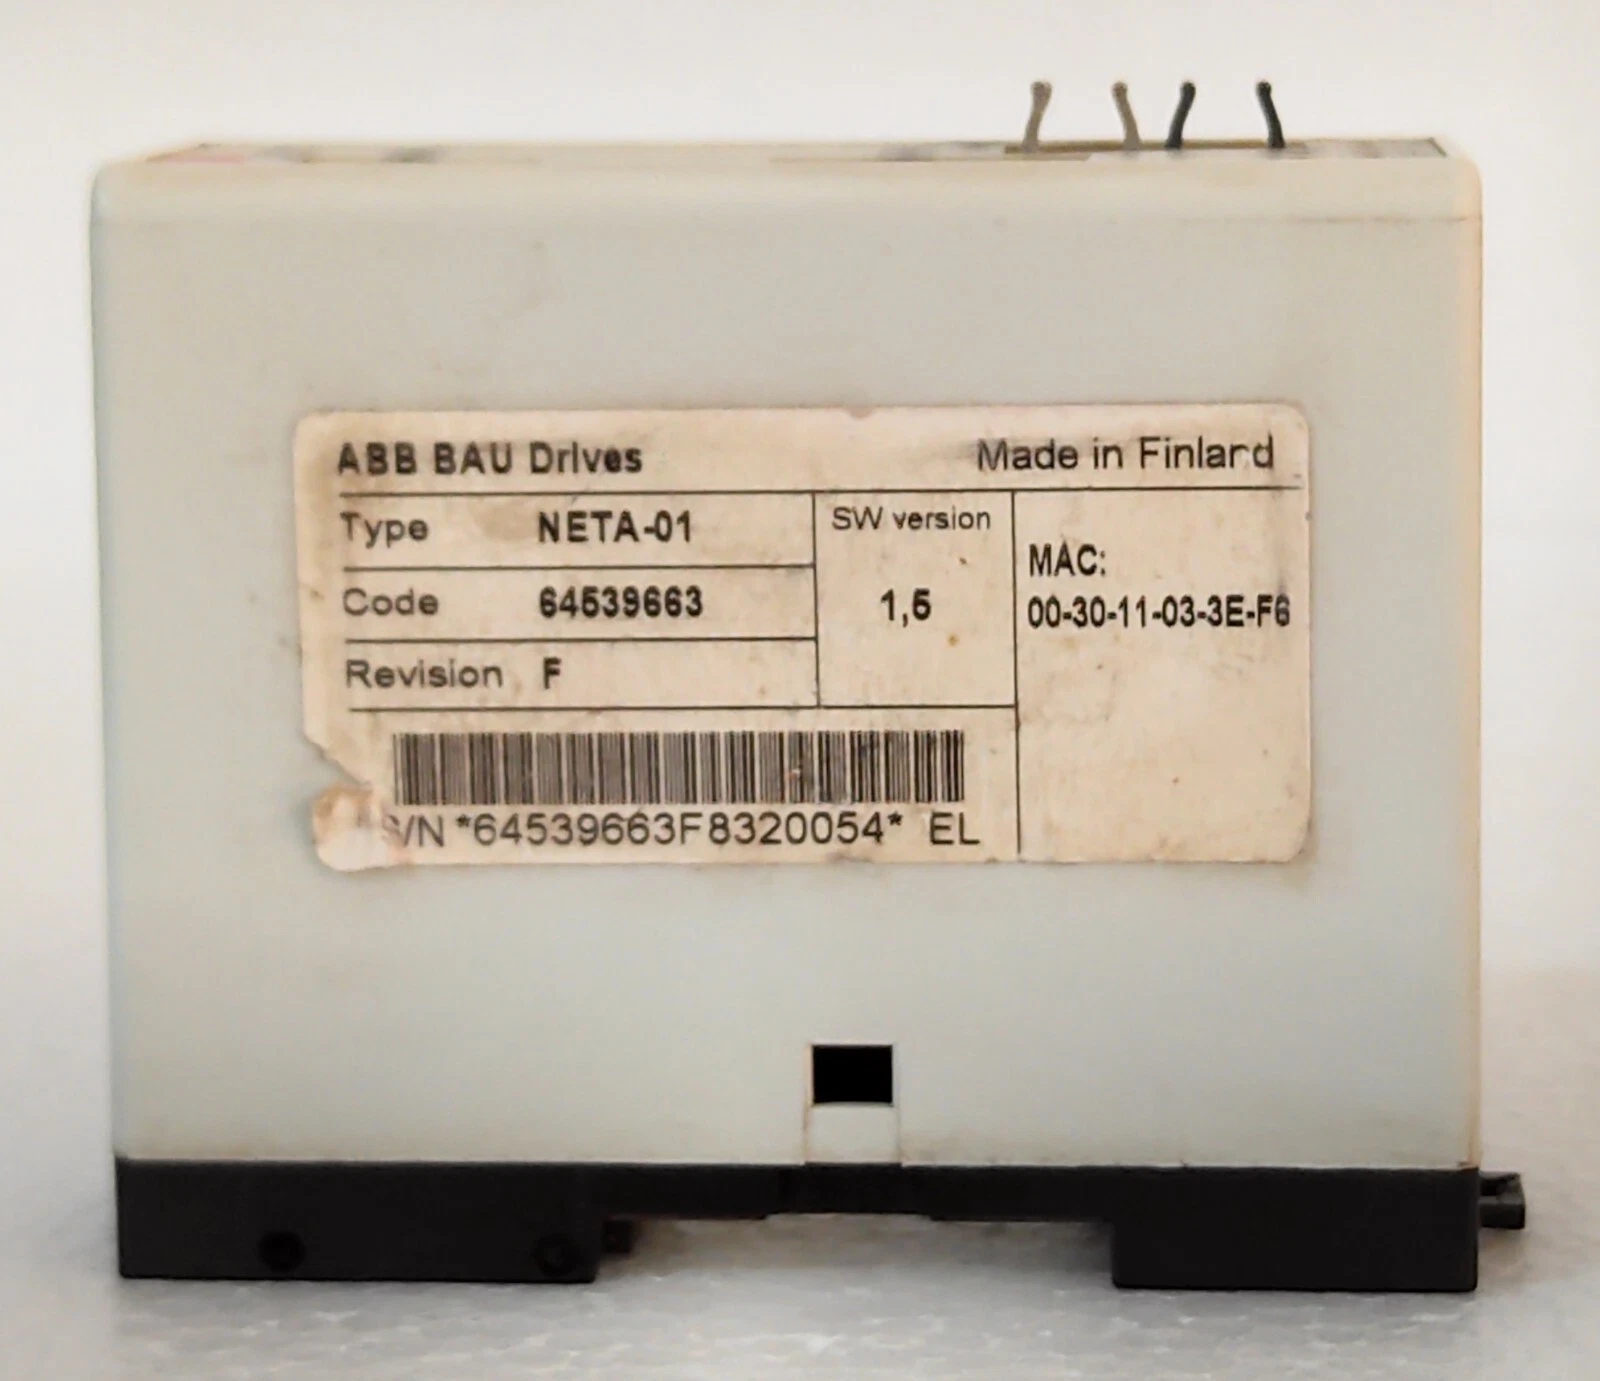 ABB BAU Drives
Made in Finland
Type NETA-01
SW version
Code 64539663
1,5
MAC:
00-30-11-03-3E-F6
Revision F
S/N *64539663F8320054* EL